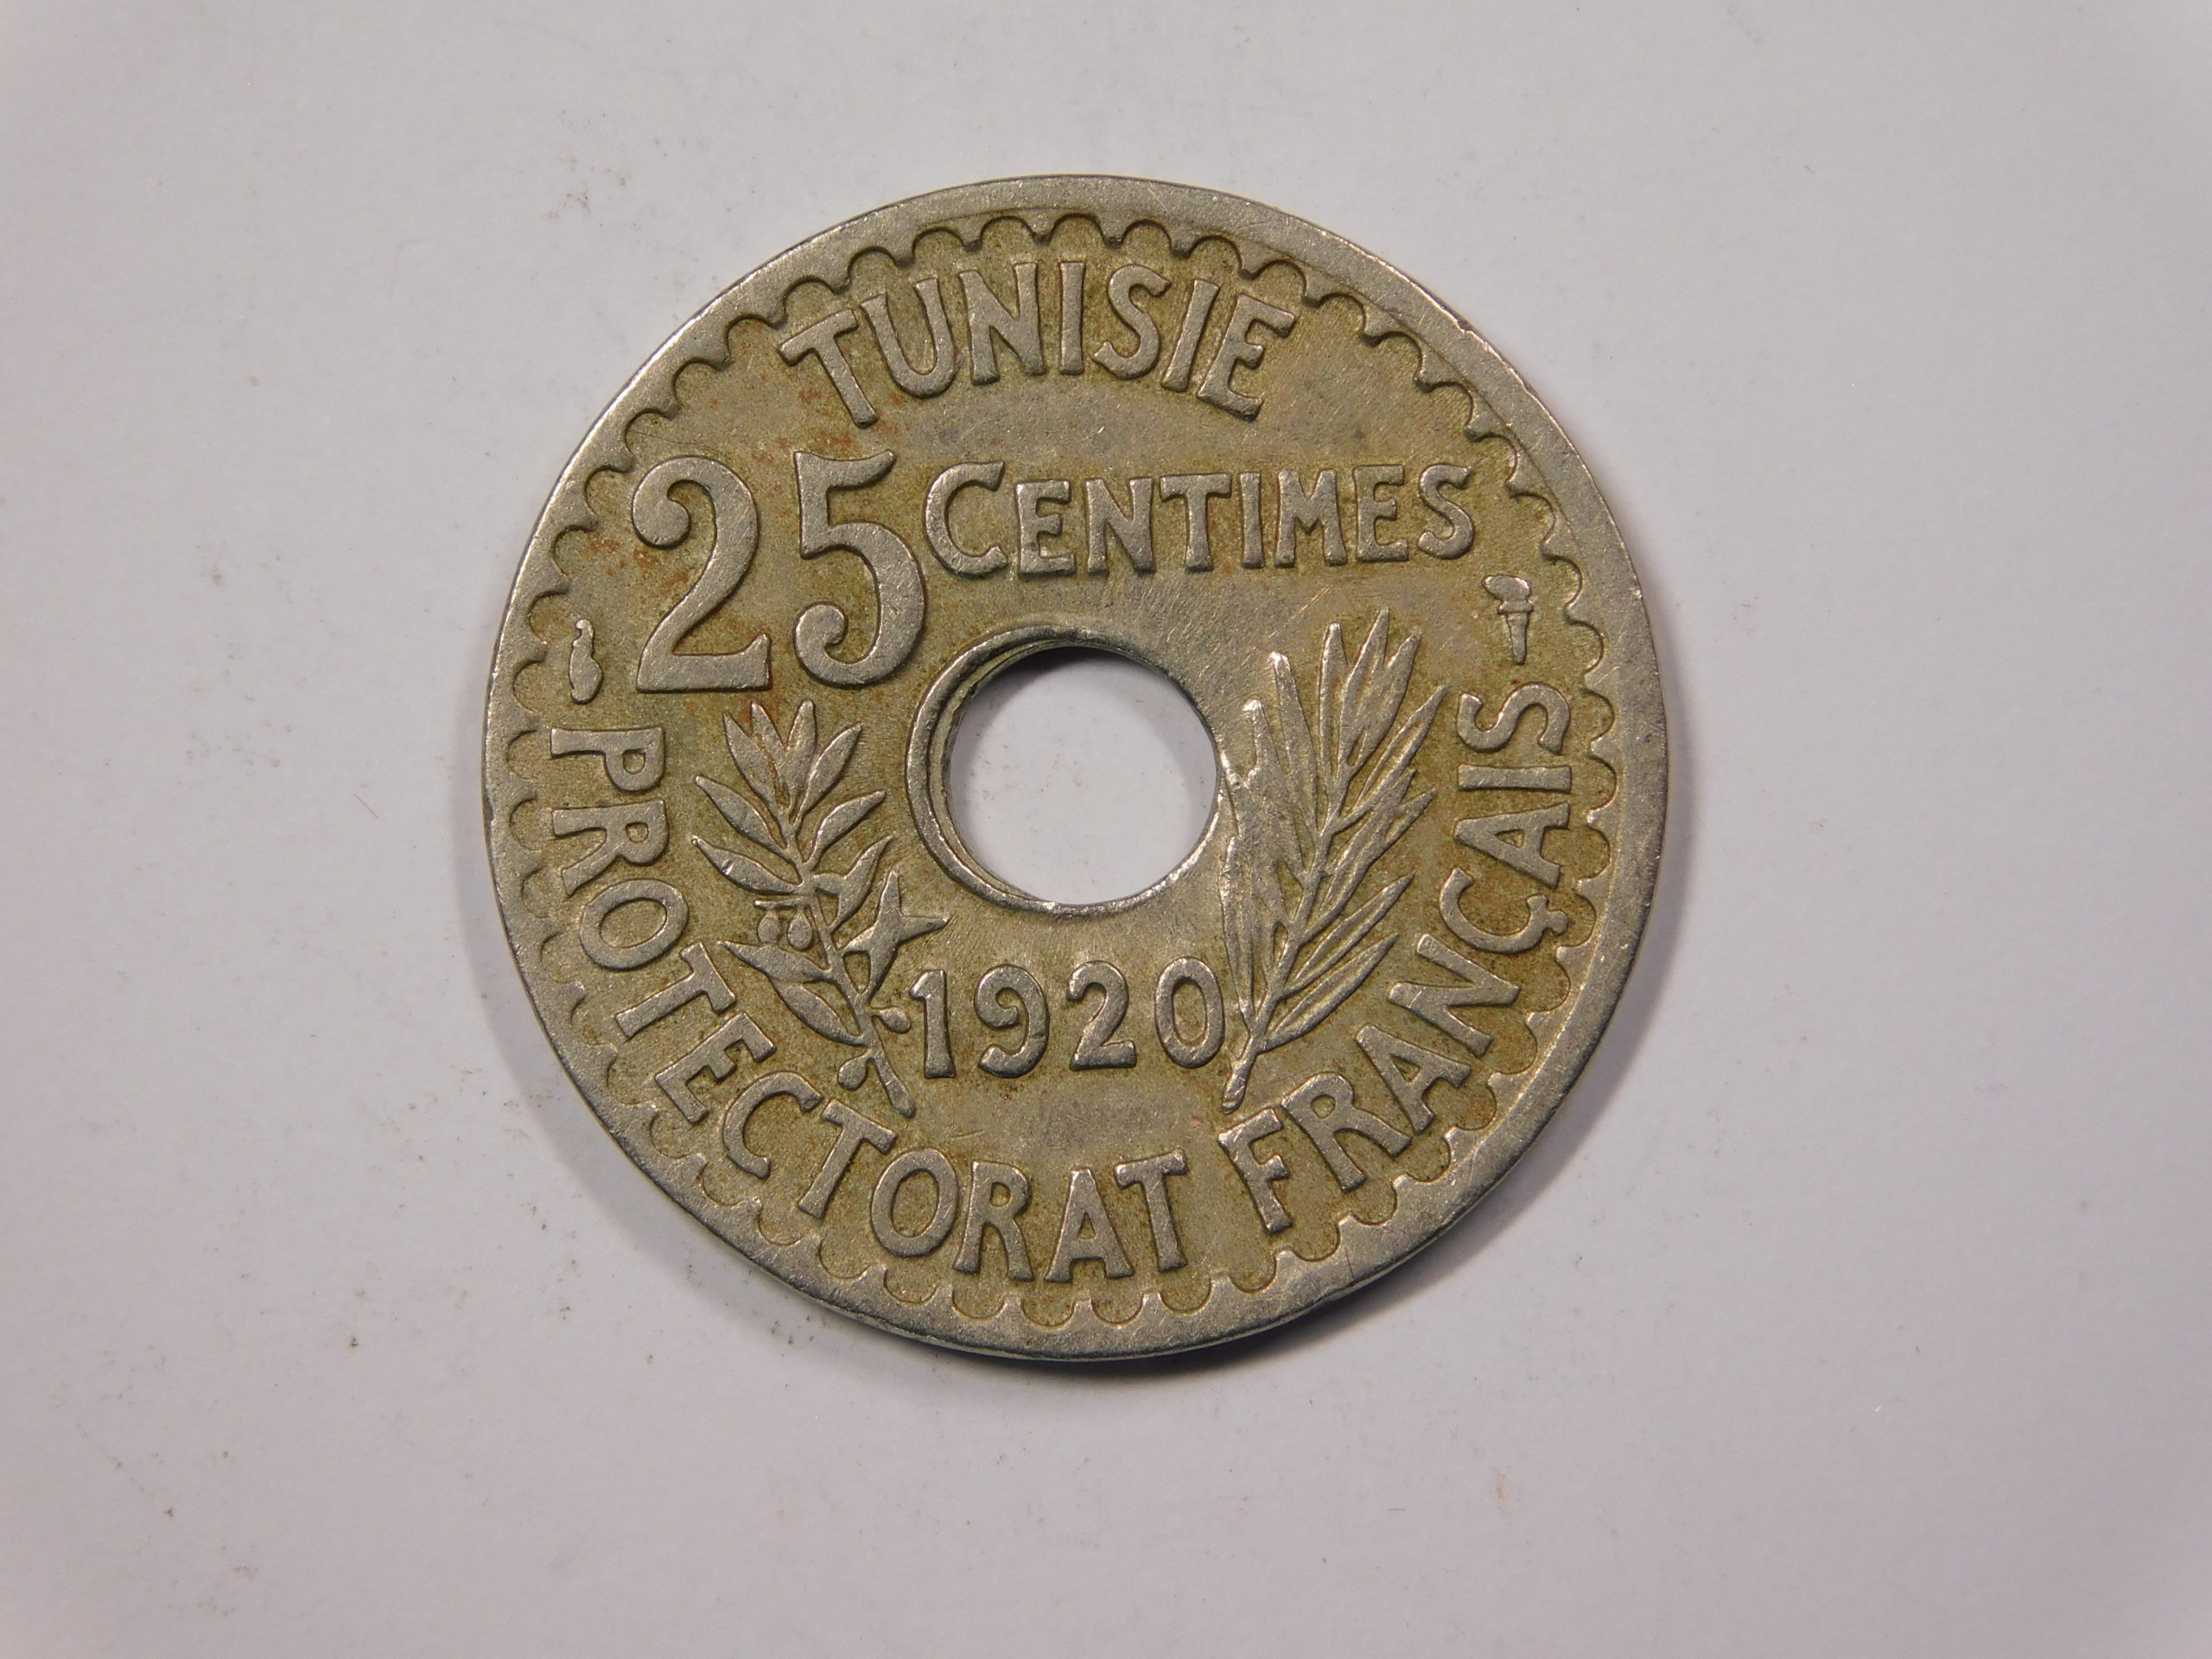 TUNISIE
25 CENTIMES
1920
PROTECTORAT FRANÇAIS